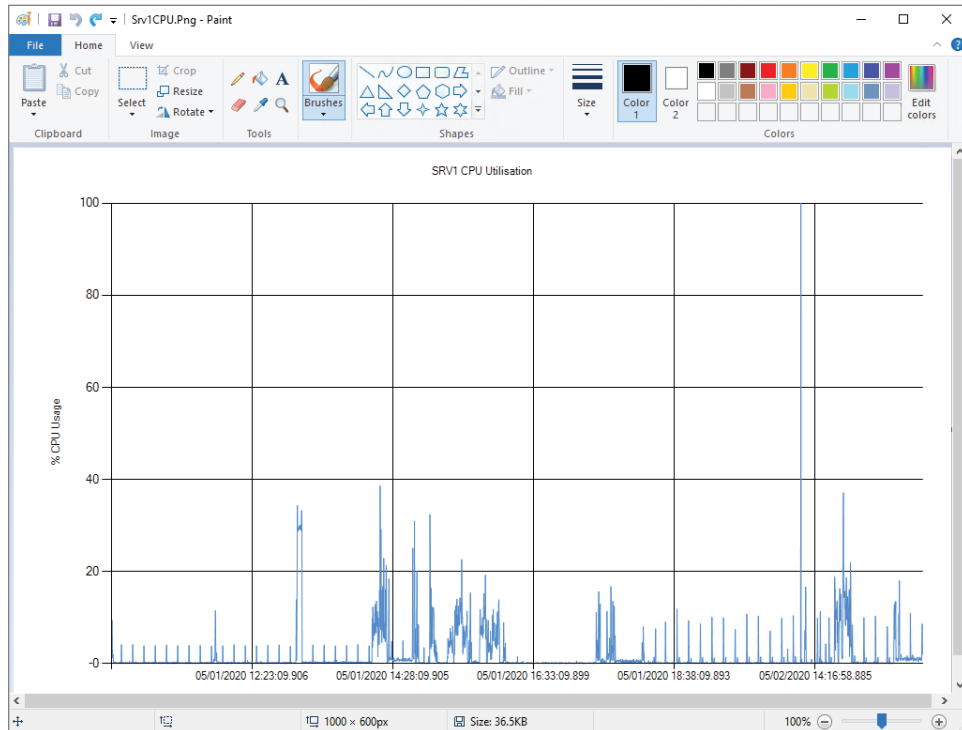 Srv1CPU.Png - Paint
File Home View
Paste
Clipboard
Cut
Copy
Select
Crop
Resize
Rotate
Image
A
Tools
Brushes
Outline
Fill
Shapes
Size
Color
1
Color
2
Edit
colors
Colors
?
SRV1 CPU Utilisation
% CPU Usage
100
80
60
40
20
-0
05/01/2020 12:23:09.906 05/01/2020 14:28:09.905 05/01/2020 16:33:09.899 05/01/2020 18:38:09.893 05/02/2020 14:16:58.885
1000 × 600px Size: 36.5KB 100%